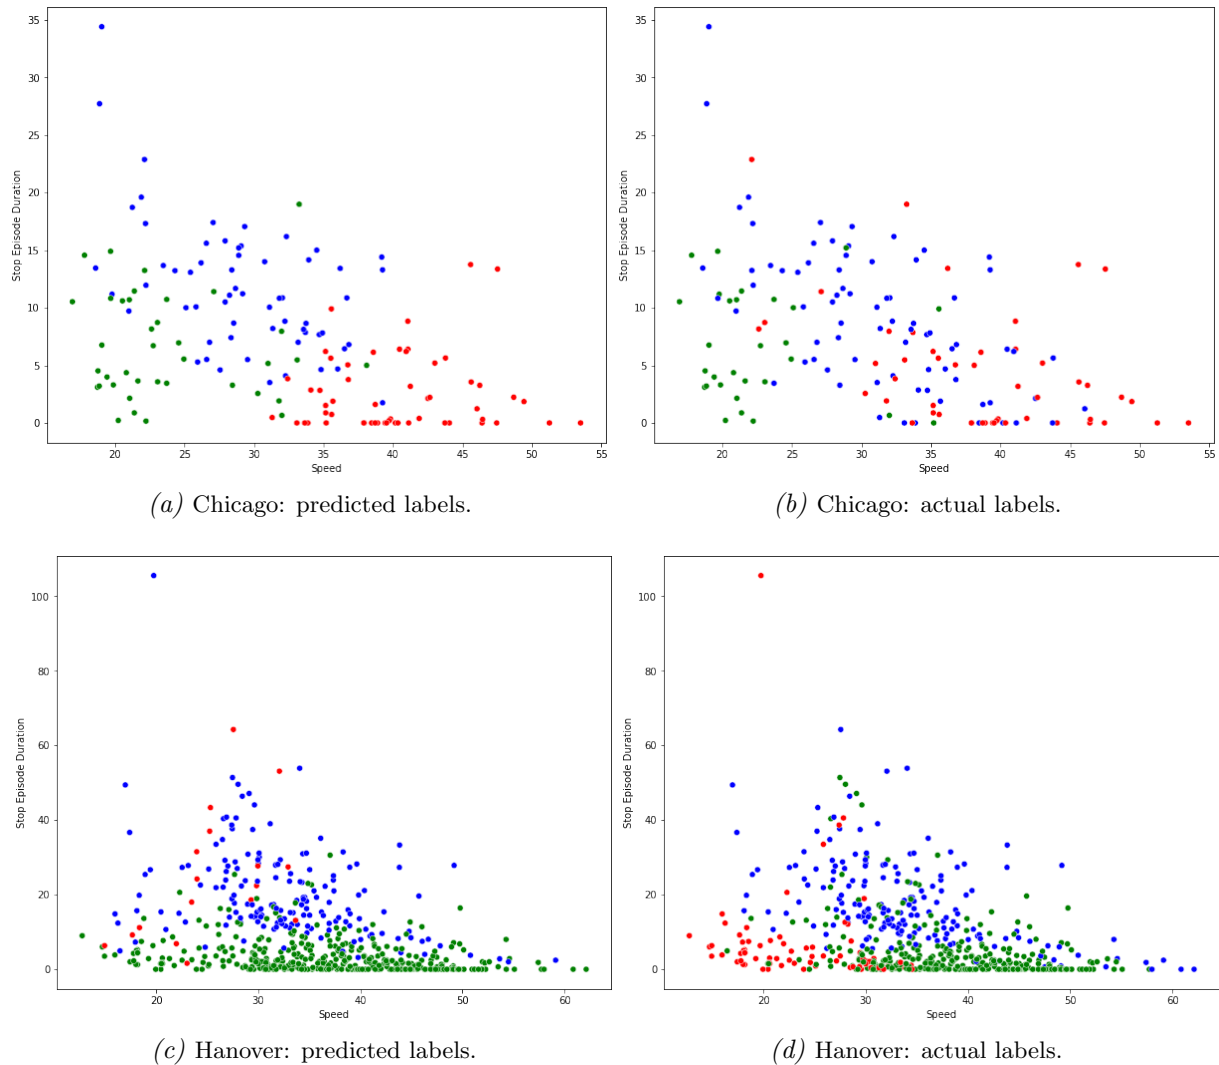 35
30
25
20
15
10
5
0
Stop Episode Duration
20 25 30 35 40 45 50 55
Speed
(a) Chicago: predicted labels.
35
30
25
20
15
10
5
0
Stop Episode Duration
20 25 30 35 40 45 50 55
Speed
(b) Chicago: actual labels.
100
80
60
40
20
0
Stop Episode Duration
20 30 40 50 60
Speed
(c) Hanover: predicted labels.
100
80
60
40
20
0
Stop Episode Duration
20 30 40 50 60
Speed
(d) Hanover: actual labels.